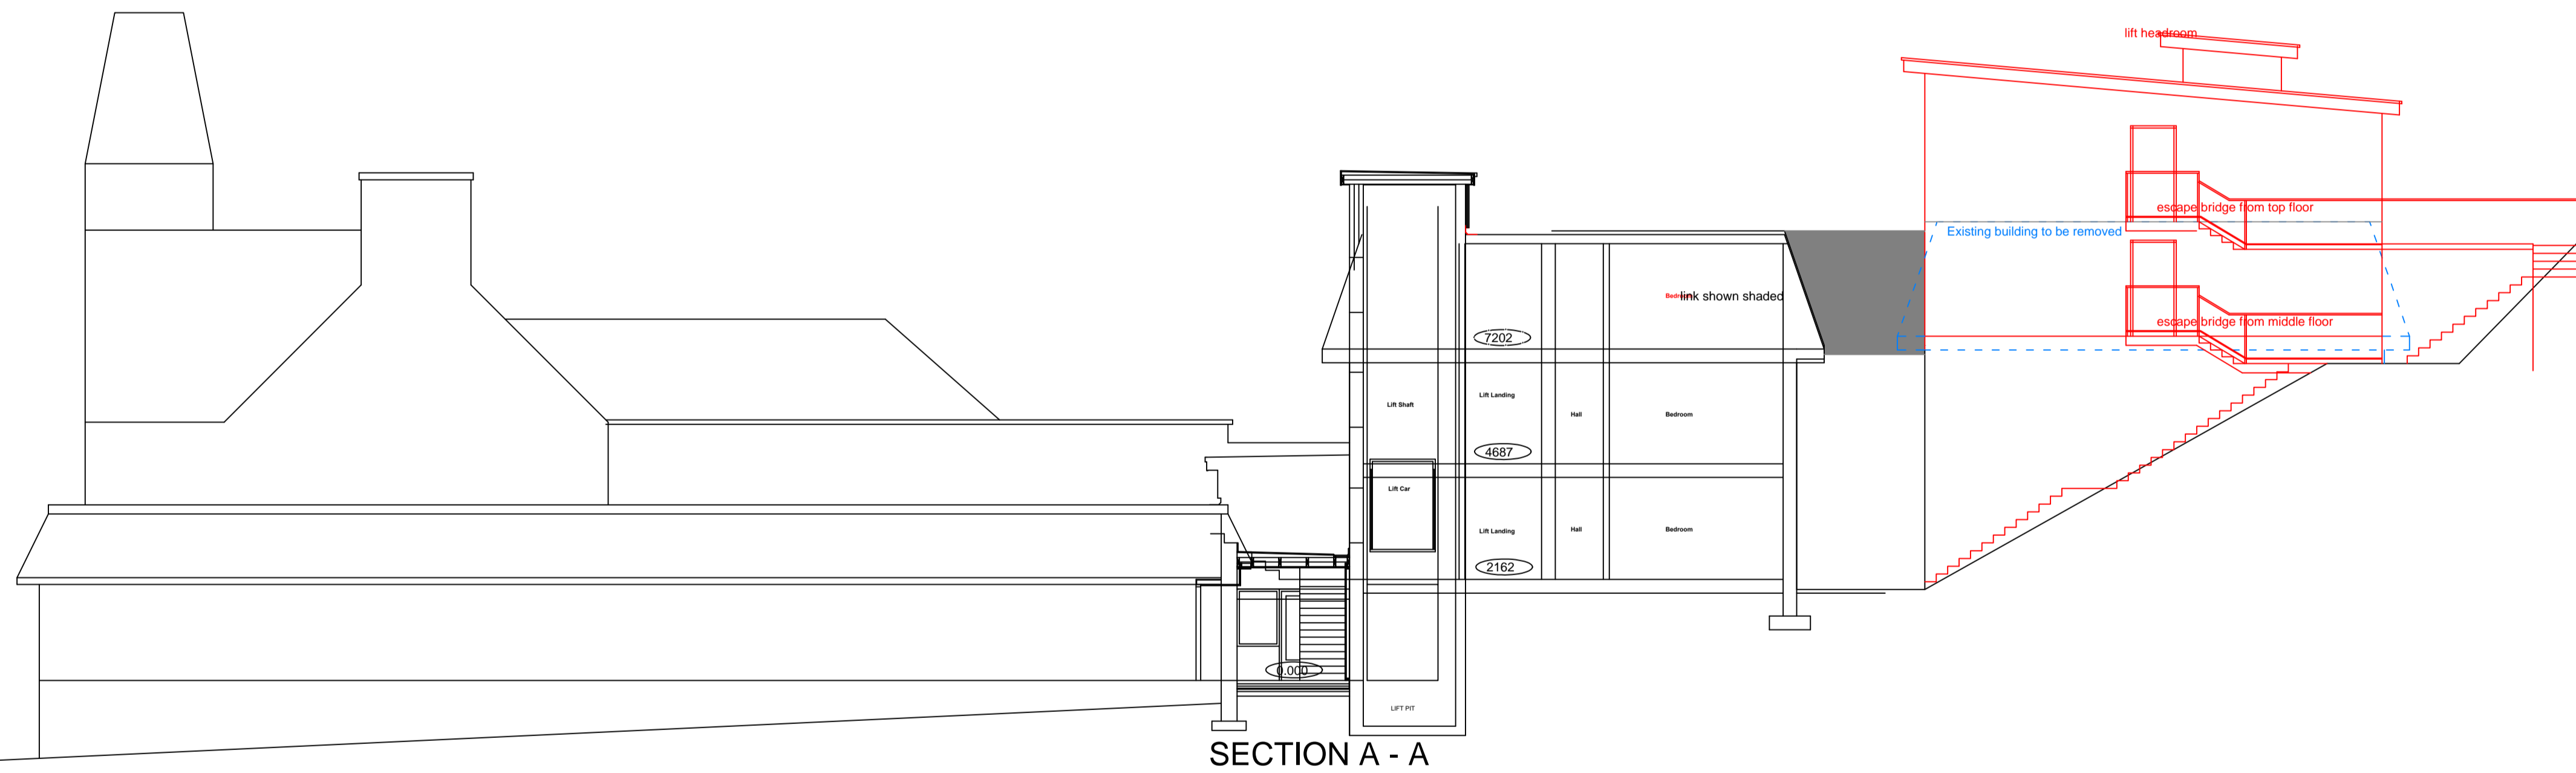 lift headroom
escape bridge from top floor
Existing building to be removed
Bedroom
link shown shaded
escape bridge from middle floor
7202
Lift Shaft
Lift Landing
Hall
Bedroom
4687
Lift Car
Lift Landing
Hall
Bedroom
2162
0.000
LIFT PIT
SECTION A - A